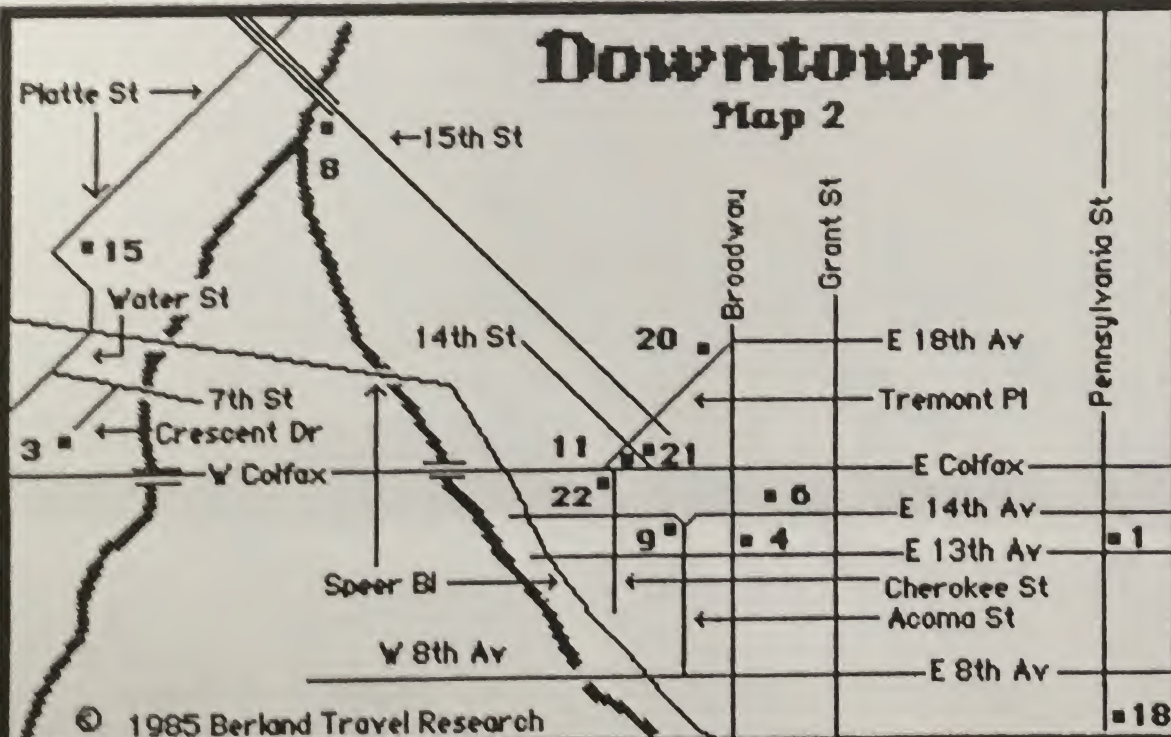 Downtown
Map 2
Platte St
15th St
8
15
Water St
Broadway
Grant St
Pennsylvania St
14th St
20
E 18th Av
Tremont Pl
7th St
Crescent Dr
3
11
21
E Colfax
W Colfax
22
6
E 14th Av
9
4
1
E 13th Av
Speer Bl
Cherokee St
Acoma St
W 8th Av
E 8th Av
18
© 1985 Berland Travel Research